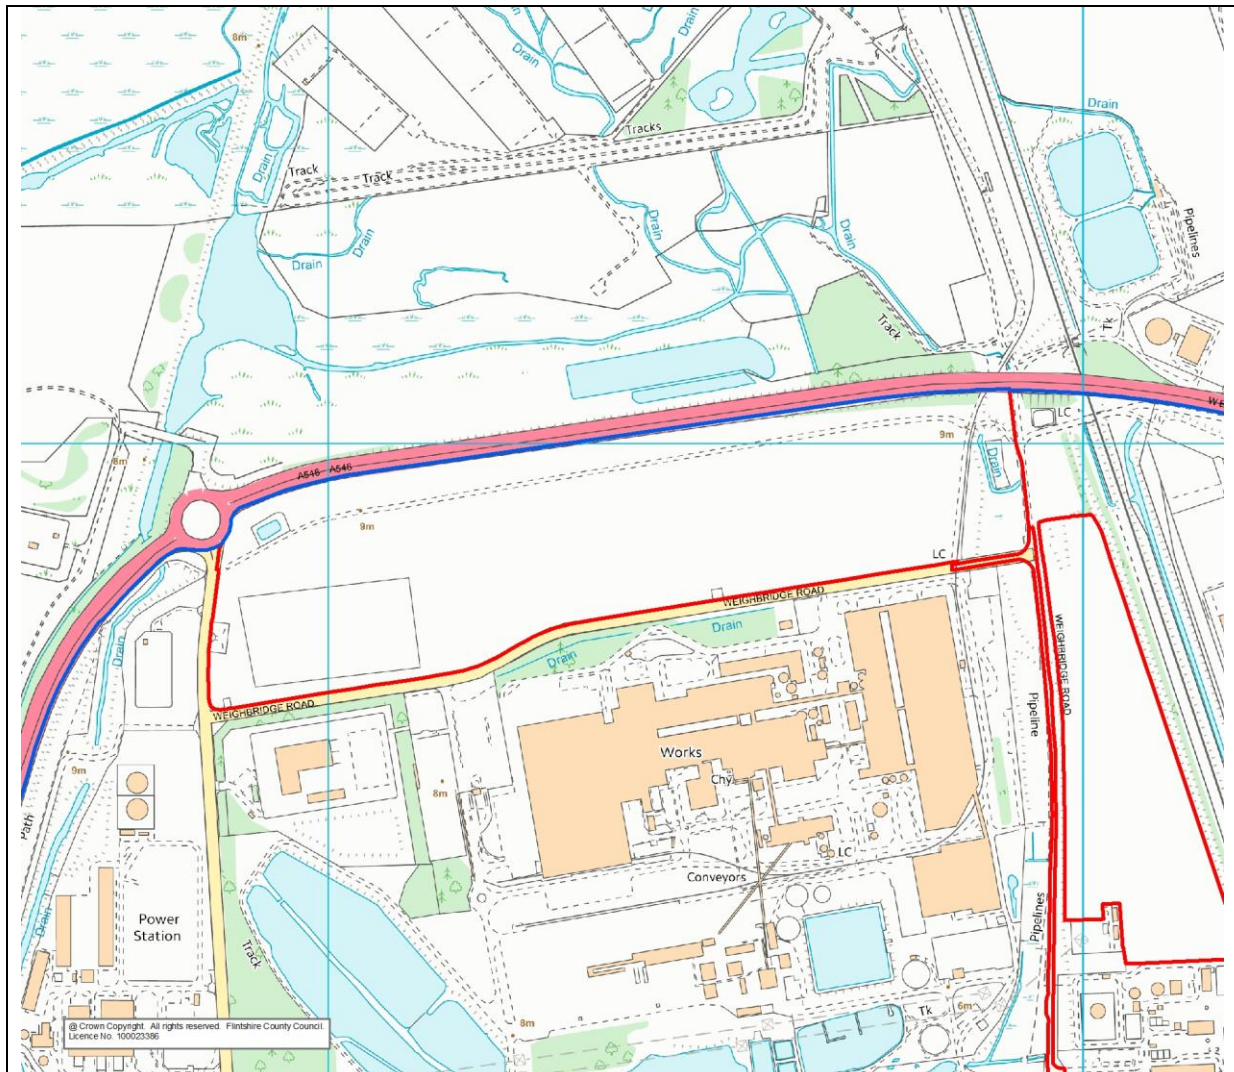 8m
Drain
Drain
Drain
Drain
Tracks
Drain
Track
Track
Pipelines
Drain
Drain
Drain
Drain
Track
Tk
8m
A548
A548
9m
LC
9m
Drain
LC
WEIGHBRIDGE ROAD
Drain
Drain
Drain
WEIGHBRIDGE ROAD
WEIGHBRIDGE ROAD
Pipeline
9m
8m
Works
Chy
Path
LC
Conveyors
Power
Station
Drain
Track
Pipelines
8m
Tk
6m
@ Crown Copyright. All rights reserved. Flintshire County Council.
Licence No. 100023386